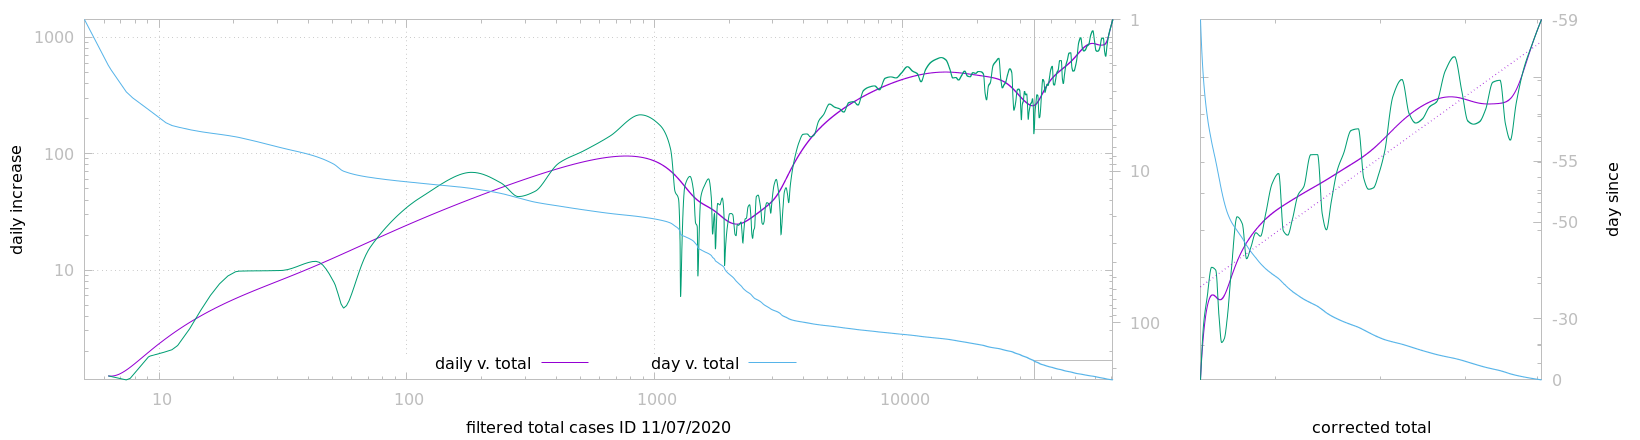 1000
100
10
daily increase
10
100
1000
10000
filtered total cases ID 11/07/2020
daily v. total
day v. total
1
10
100
-59
-55
-50
-30
0
day since
corrected total